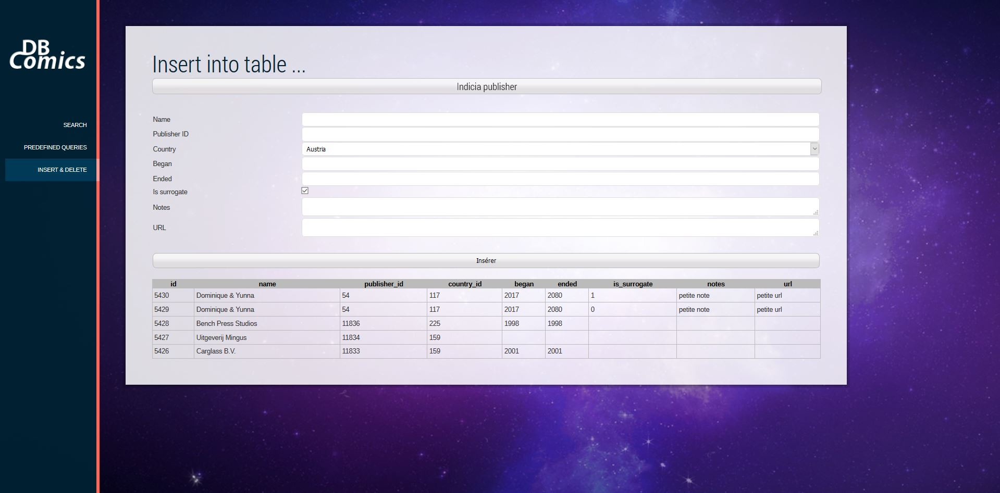 DB
Comics
SEARCH
PREDEFINED QUERIES
INSERT & DELETE
Insert into table ...
Indicia publisher
Name
Publisher ID
Country Austria
Began
Ended
Is surrogate
Notes
URL
Insérer
id name publisher_id country_id began ended is_surrogate notes url
5430 Dominique & Yunna 54 117 2017 2080 1 petite note petite url
5429 Dominique & Yunna 54 117 2017 2080 0 petite note petite url
5428 Bench Press Studios 11836 225 1998 1998
5427 Uitgeverij Mingus 11834 159
5426 Carglass B.V. 11833 159 2001 2001